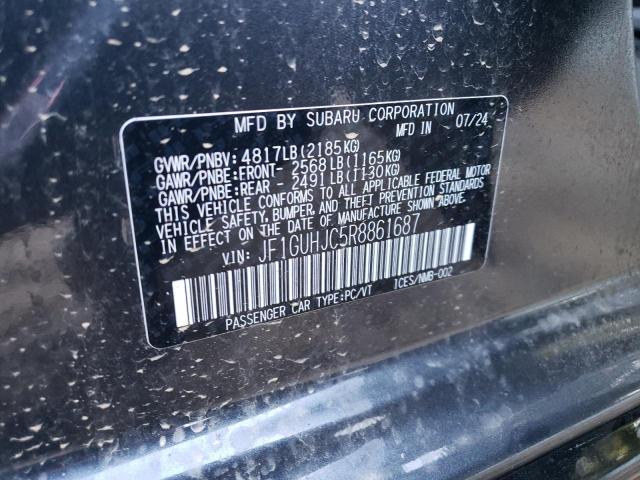 MFD BY SUBARU CORPORATION
MFD IN 07/24
GVWR/PNBV: 4817LB(2185KG)
GAWR/PNBE:FRONT- 2568LB(1165KG)
GAWR/PNBE:REAR - 2491LB(1130KG)
THIS VEHICLE CONFORMS TO ALL APPLICABLE FEDERAL MOTOR
VEHICLE SAFETY, BUMPER, AND THEFT PREVENTION STANDARDS
IN EFFECT ON THE DATE OF MANUFACTURE SHOWN ABOVE.
VIN: JF1GUHJC5R8861687
PASSENGER CAR TYPE:PC/VT ICES/NMB-002